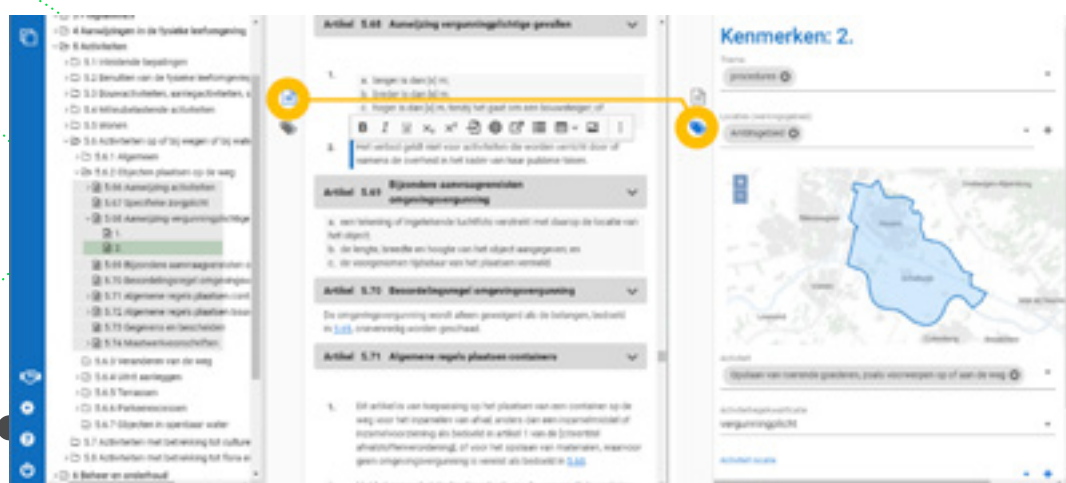 4 Aanwijzingen in de fysieke leefomgeving
5 Activiteiten
5.1 Inleidende bepalingen
5.2 Benutten van de fysieke leefomgeving
5.3 Bouwactiviteiten, aanlegactiviteiten, s
5.4 Milieubelastende activiteiten
5.5 Wonen
5.6 Activiteiten op of bij wegen of bij wate
5.6.1 Algemeen
5.6.2 Objecten plaatsen op de weg
5.66 Aanwijzing activiteiten
5.67 Specifieke zorgplicht
5.68 Aanwijzing vergunningplichtige
1.
2.
5.69 Bijzondere aanvraagvereisten o
5.70 Beoordelingsregel omgevingsv
5.71 Algemene regels plaatsen cont
5.72 Algemene regels plaatsen bouw
5.73 Gegevens en bescheiden
5.74 Maatwerkvoorschriften
5.6.3 Veranderen van de weg
5.6.4 Uitrit aanleggen
5.6.5 Terrassen
5.6.6 Parkeerexcessen
5.6.7 Objecten in openbaar water
5.7 Activiteiten met betrekking tot culture
5.8 Activiteiten met betrekking tot flora e
6 Beheer en onderhoud
Artikel 5.68 Aanwijzing vergunningplichtige gevallen
1.
a. langer is dan [x] m;
b. breder is dan [x] m;
c. hoger is dan [x] m, tenzij het gaat om een bouwsteiger; of
B I U x₂ x²
2. Het verbod geldt niet voor activiteiten die worden verricht door of
namens de overheid in het kader van haar publieke taken.
Artikel 5.69 Bijzondere aanvraagvereisten
omgevingsvergunning
a. een tekening of ingetekende luchtfoto verstrekt met daarop de locatie van
het object;
b. de lengte, breedte en hoogte van het object aangegeven; en
c. de voorgenomen tijdsduur van het plaatsen vermeld.
Artikel 5.70 Beoordelingsregel omgevingsvergunning
De omgevingsvergunning wordt alleen geweigerd als de belangen, bedoeld
in 5.65, onevenredig worden geschaad.
Artikel 5.71 Algemene regels plaatsen containers
1. Dit artikel is van toepassing op het plaatsen van een container op de
weg voor het inzamelen van afval, anders dan een inzamelmiddel of
inzamelvoorziening als bedoeld in artikel 1 van de [citeertitel
afvalstoffenverordening], of voor het opslaan van materialen, waarvoor
geen omgevingsvergunning is vereist als bedoeld in 5.68.
Kenmerken: 2.
Thema
procedures
Locaties (werkingsgebied)
Ambtsgebied
Nieuwegein
Houten
Schalkwijk
Culemborg
Activiteit
Opslaan van roerende goederen, zoals voorwerpen op of aan de weg
Activiteitregelkwalificatie
vergunningplicht
Activiteit locatie